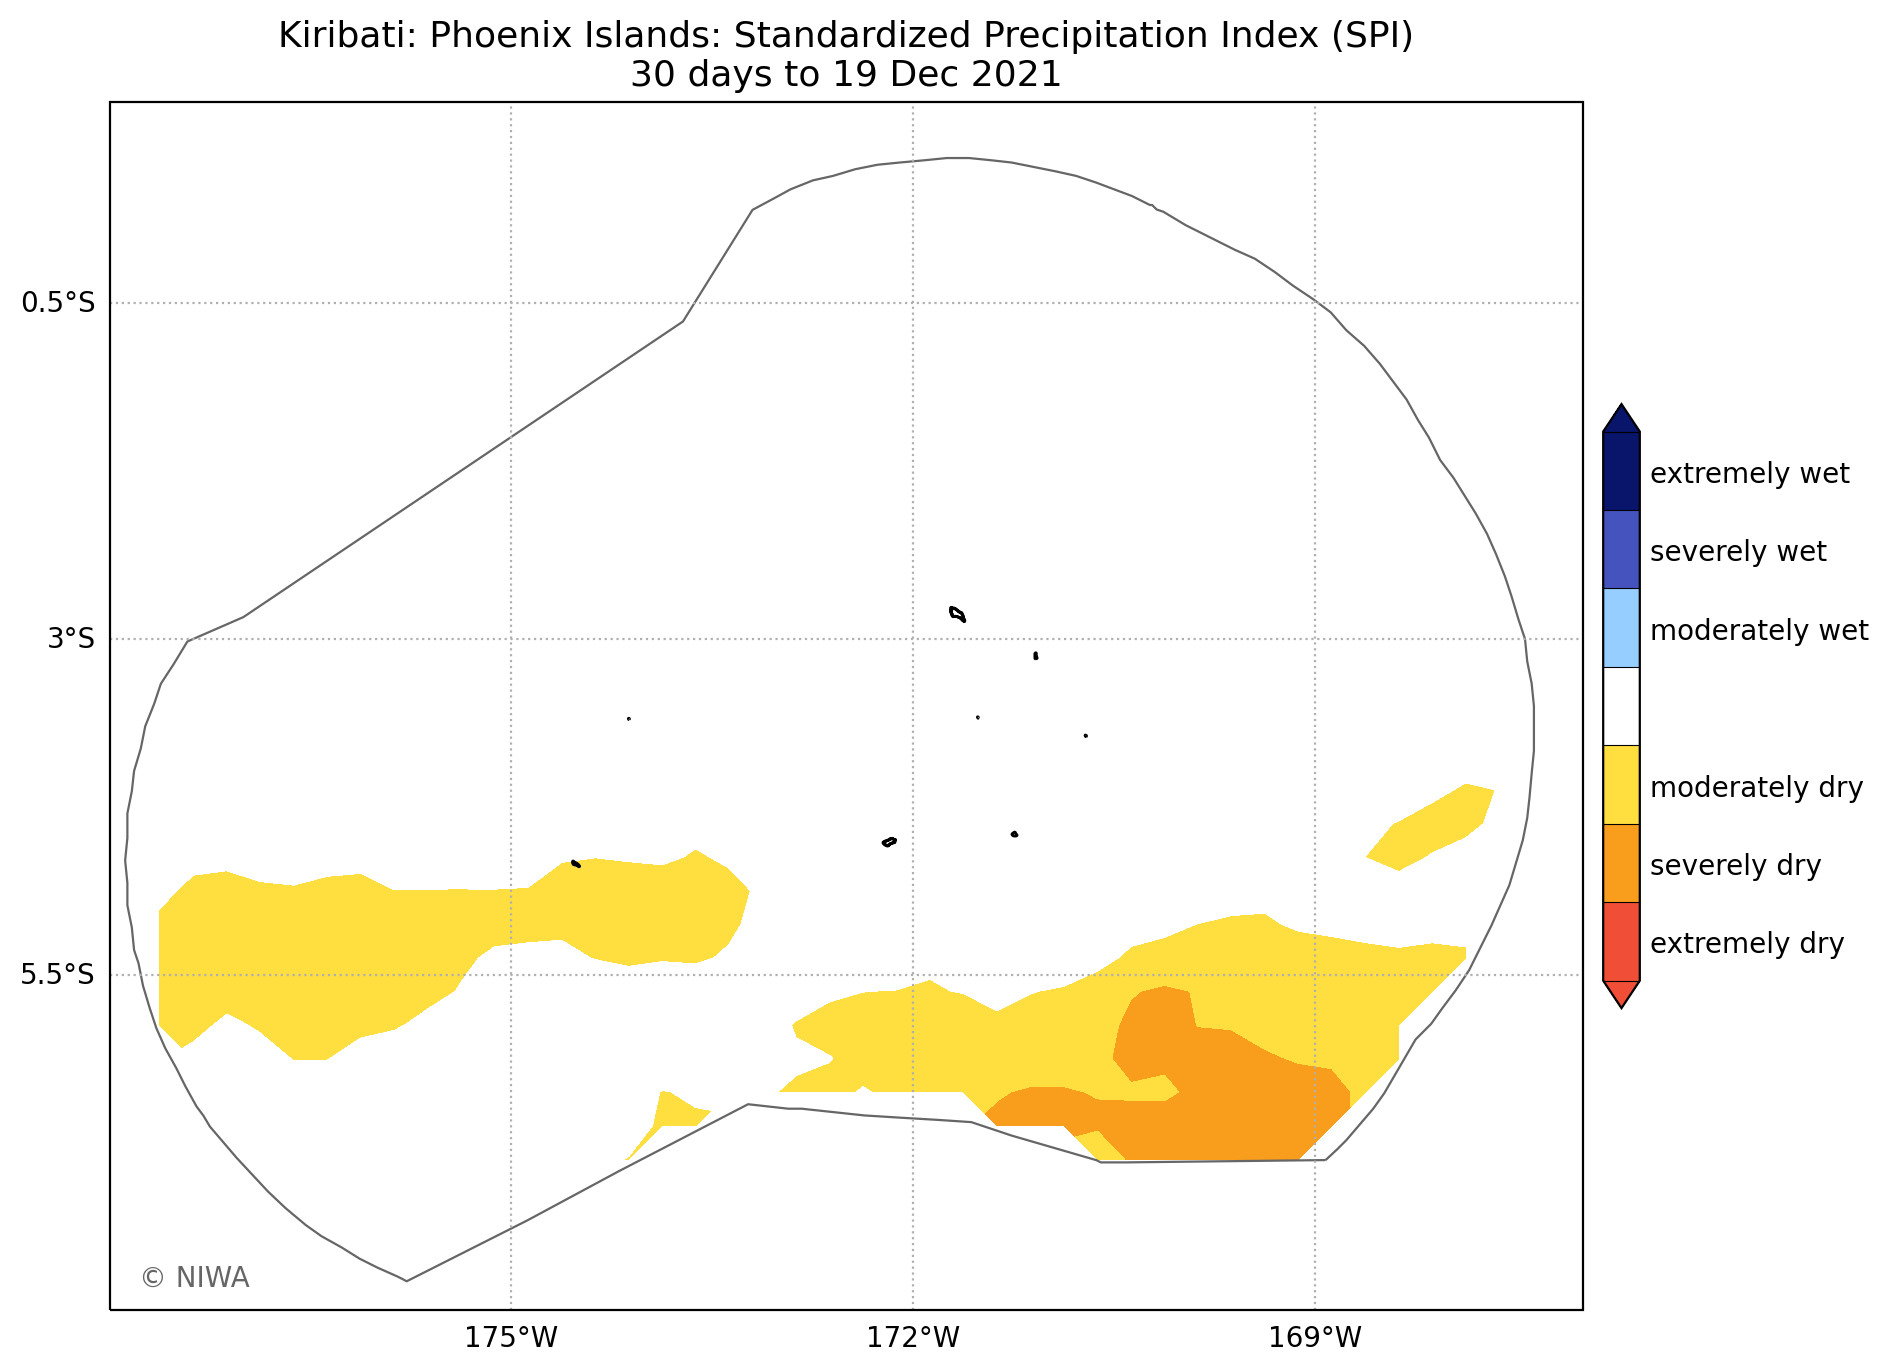 Kiribati: Phoenix Islands: Standardized Precipitation Index (SPI)
30 days to 19 Dec 2021
0.5°S
3°S
5.5°S
175°W
172°W
169°W
extremely wet
severely wet
moderately wet
moderately dry
severely dry
extremely dry
© NIWA